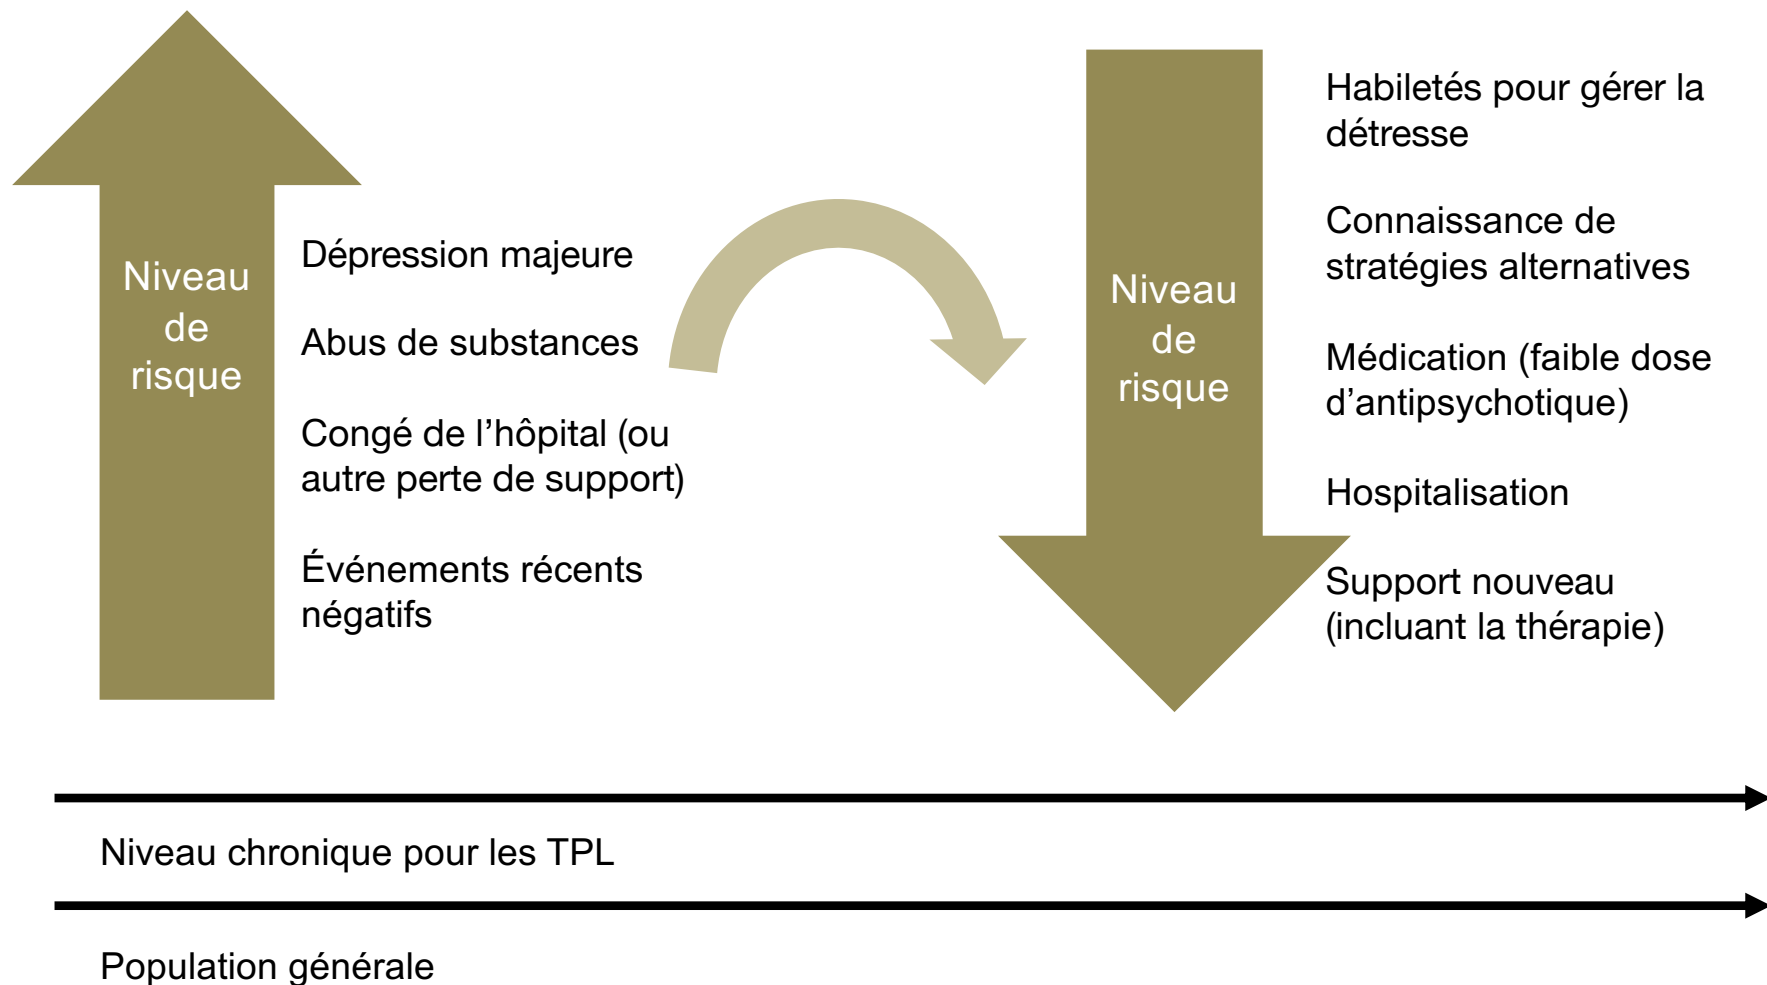 Niveau
de
risque
Dépression majeure
Abus de substances
Congé de l’hôpital (ou
autre perte de support)
Événements récents
négatifs
Niveau
de
risque
Habiletés pour gérer la
détresse
Connaissance de
stratégies alternatives
Médication (faible dose
d’antipsychotique)
Hospitalisation
Support nouveau
(incluant la thérapie)
Niveau chronique pour les TPL
Population générale